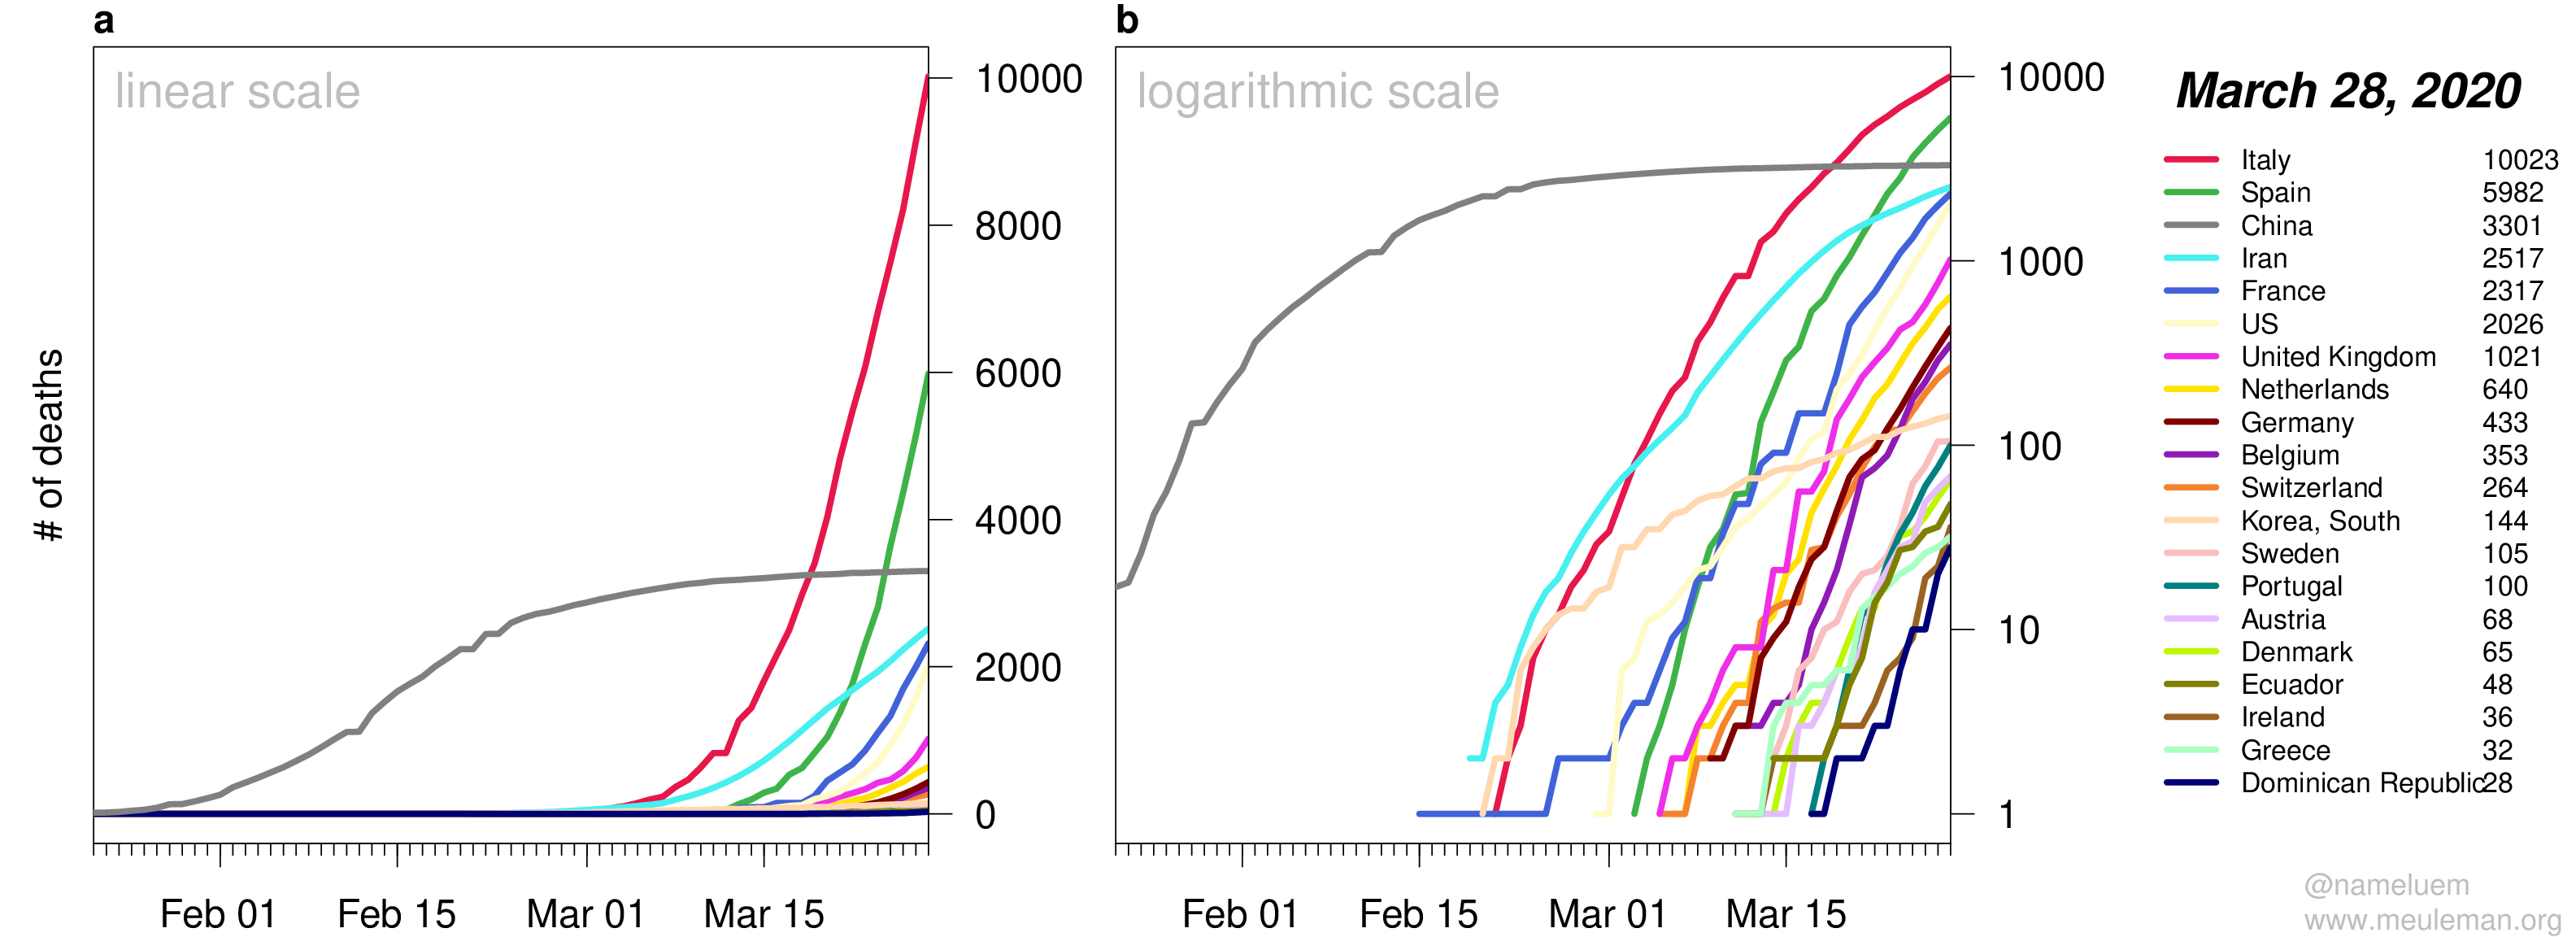 a
linear scale
# of deaths
10000
8000
6000
4000
2000
0
Feb 01 Feb 15 Mar 01 Mar 15
b
logarithmic scale
10000
1000
100
10
1
Feb 01 Feb 15 Mar 01 Mar 15
March 28, 2020
Italy 10023
Spain 5982
China 3301
Iran 2517
France 2317
US 2026
United Kingdom 1021
Netherlands 640
Germany 433
Belgium 353
Switzerland 264
Korea, South 144
Sweden 105
Portugal 100
Austria 68
Denmark 65
Ecuador 48
Ireland 36
Greece 32
Dominican Republic 28
@nameluem
www.meuleman.org